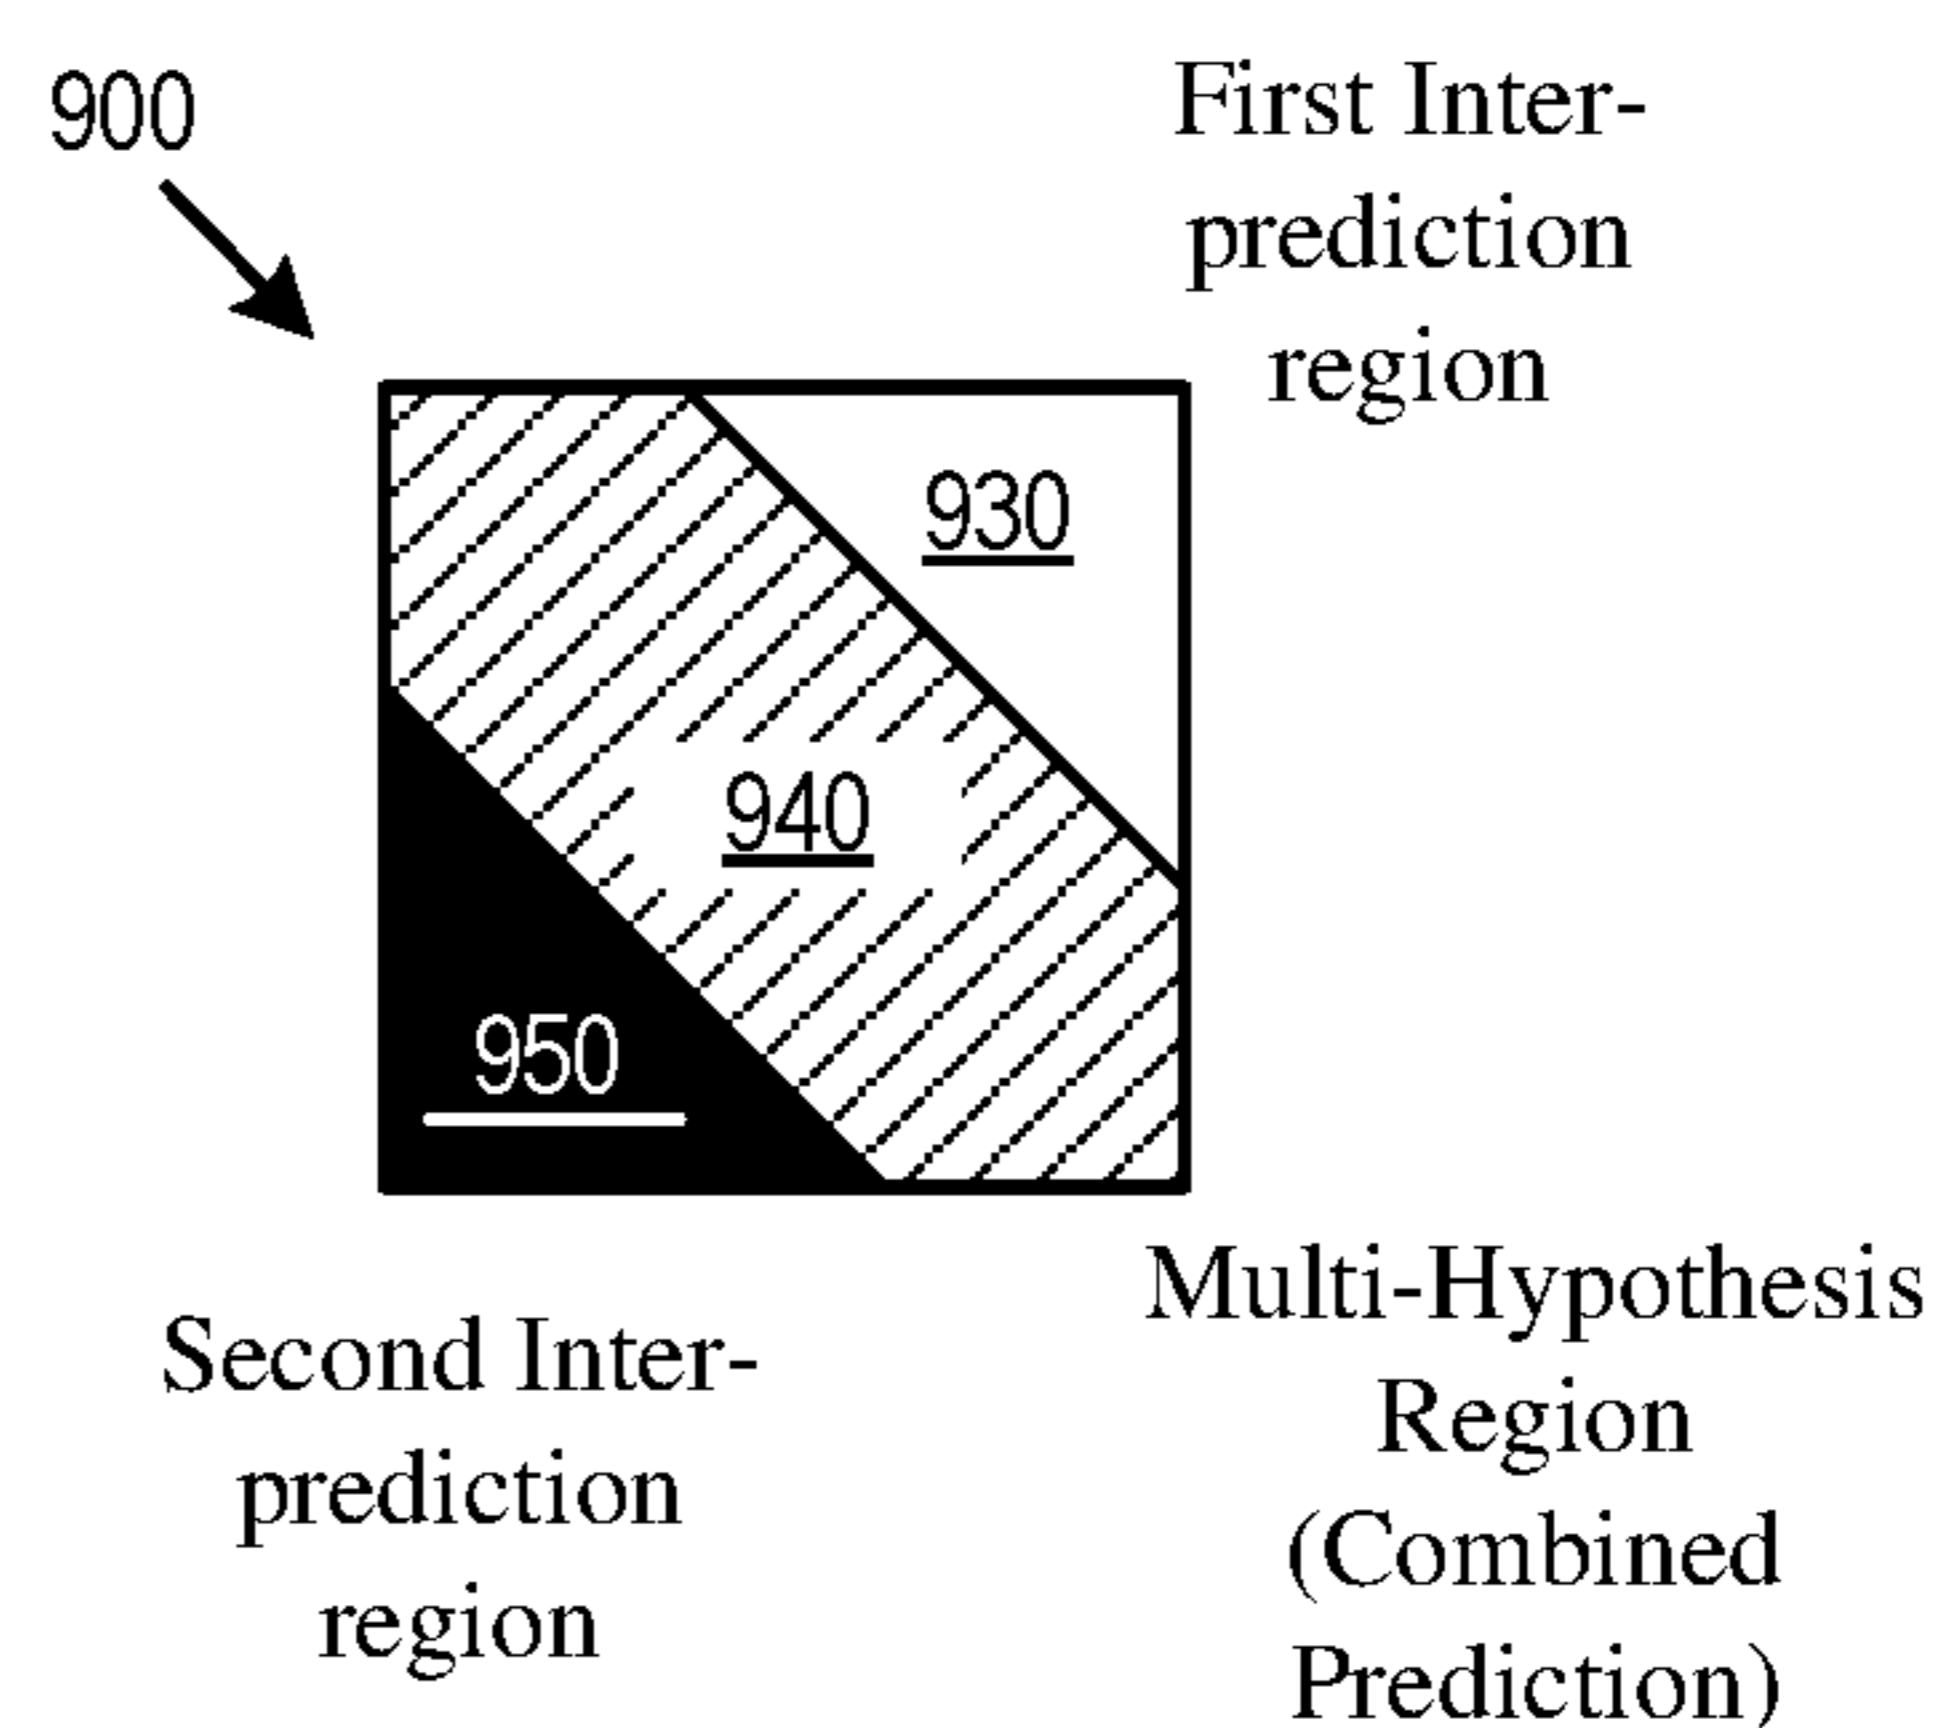 900
First Inter-
prediction
region
930
940
950
Second Inter-
prediction
region
Multi-Hypothesis
Region
(Combined
Prediction)